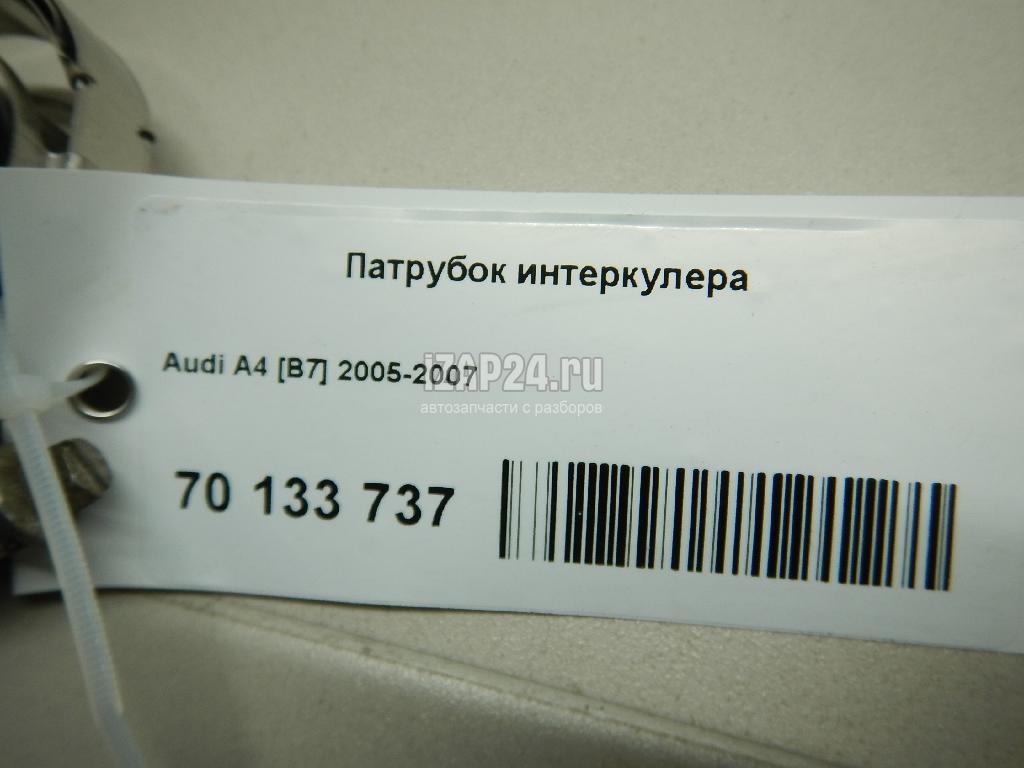 Патрубок интеркулера
Audi A4 [B7] 2005-2007
iZAP24.ru
автозапчасти с разборов
70 133 737